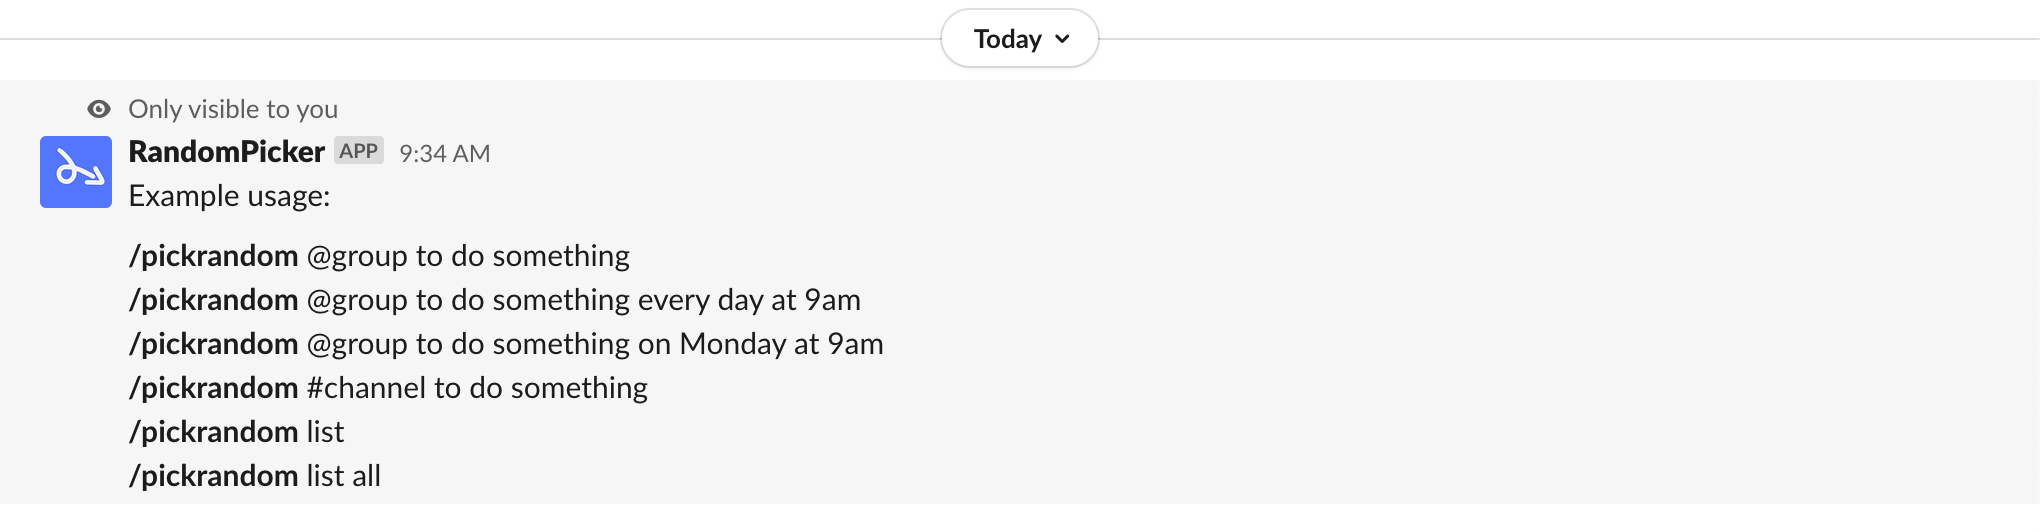 Today
Only visible to you
RandomPicker APP 9:34 AM
Example usage:
/pickrandom @group to do something
/pickrandom @group to do something every day at 9am
/pickrandom @group to do something on Monday at 9am
/pickrandom #channel to do something
/pickrandom list
/pickrandom list all